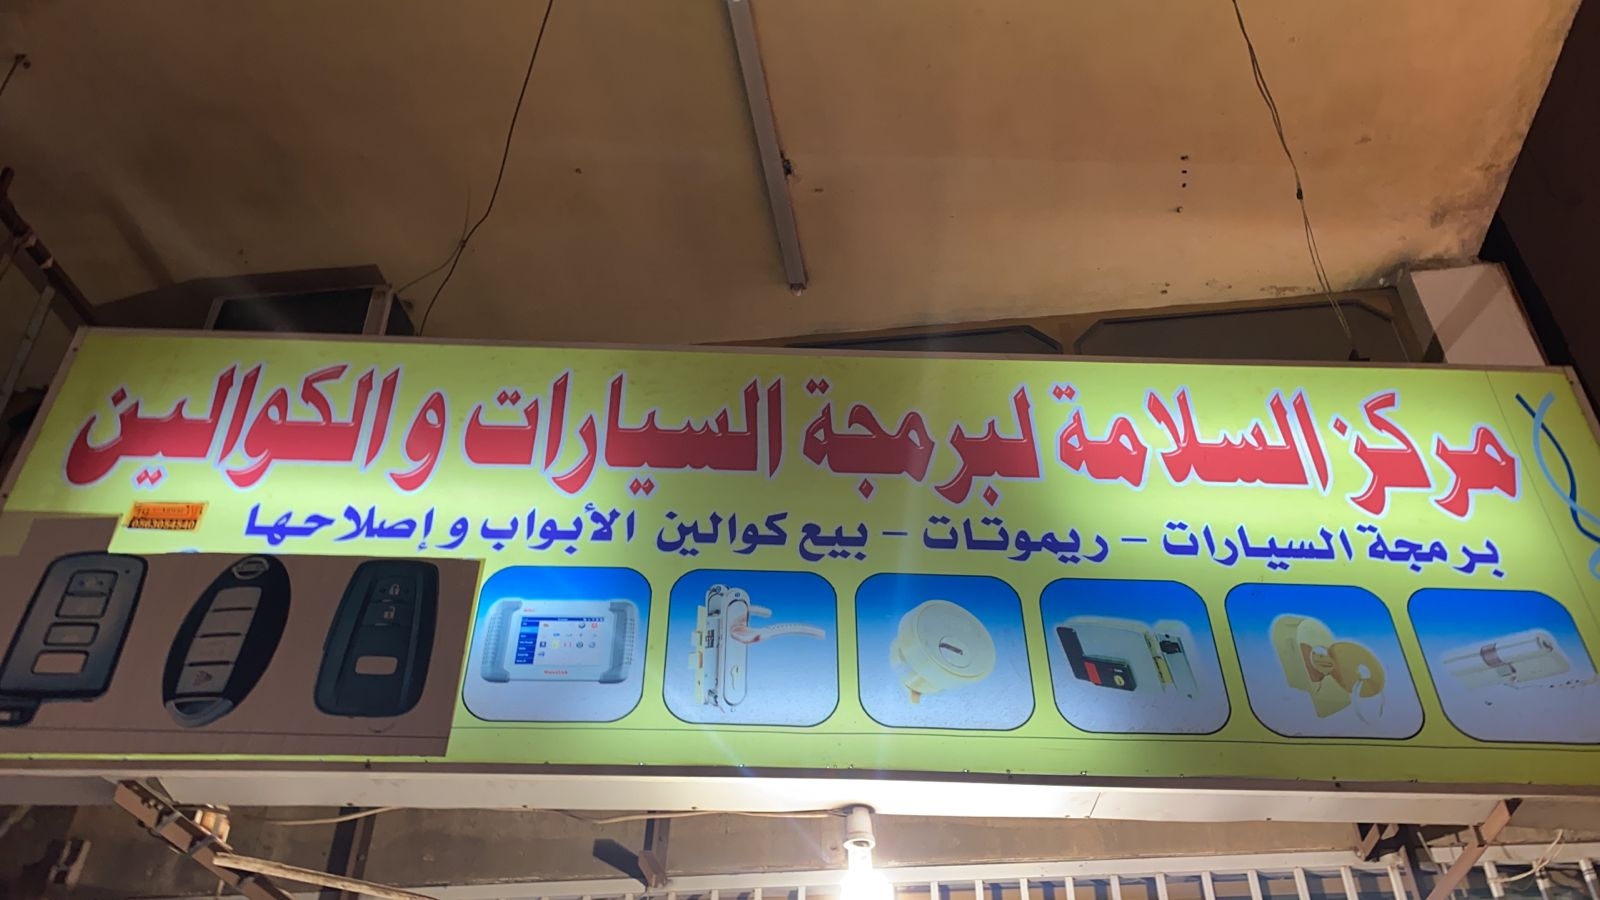 مركز السلامة لبرمجة السيارات والكوالين
برمجة السيارات - ريموتات - بيع كوالين الأبواب وإصلاحها